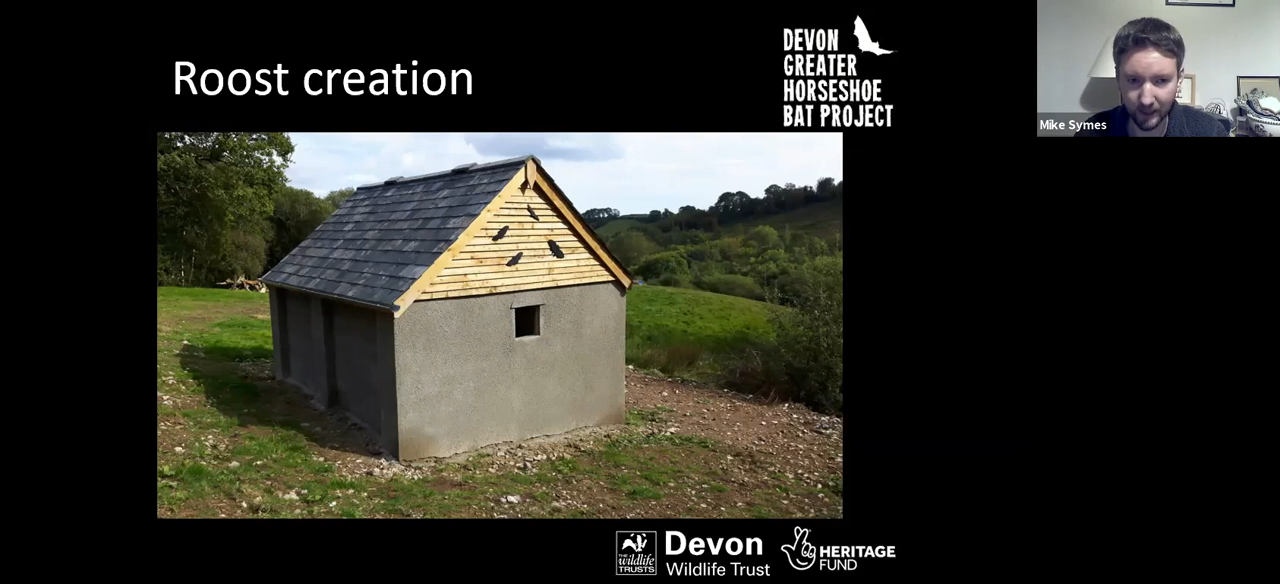 Roost creation
DEVON
GREATER
HORSESHOE
BAT PROJECT
Mike Symes
THE
wildlife
TRUSTS
Devon
Wildlife Trust
HERITAGE
FUND